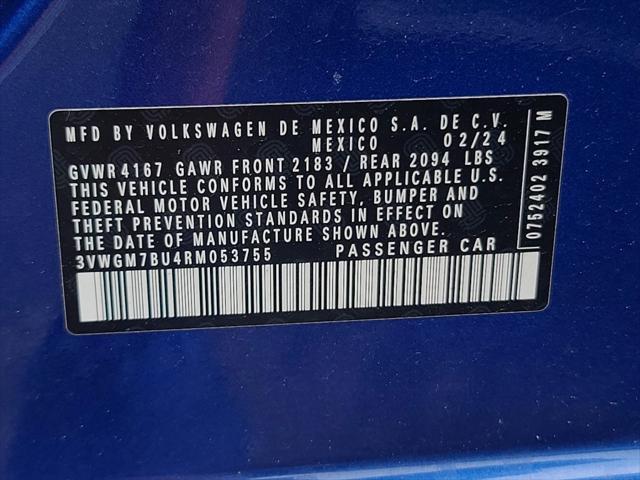 MFD BY VOLKSWAGEN DE MEXICO S.A. DE C.V.
MEXICO 02/24
GVWR 4167 GAWR FRONT 2183 / REAR 2094 LBS
THIS VEHICLE CONFORMS TO ALL APPLICABLE U.S.
FEDERAL MOTOR VEHICLE SAFETY, BUMPER AND
THEFT PREVENTION STANDARDS IN EFFECT ON
THE DATE OF MANUFACTURE SHOWN ABOVE.
3VWGM7BU4RM053755 PASSENGER CAR
0752402 3917 M